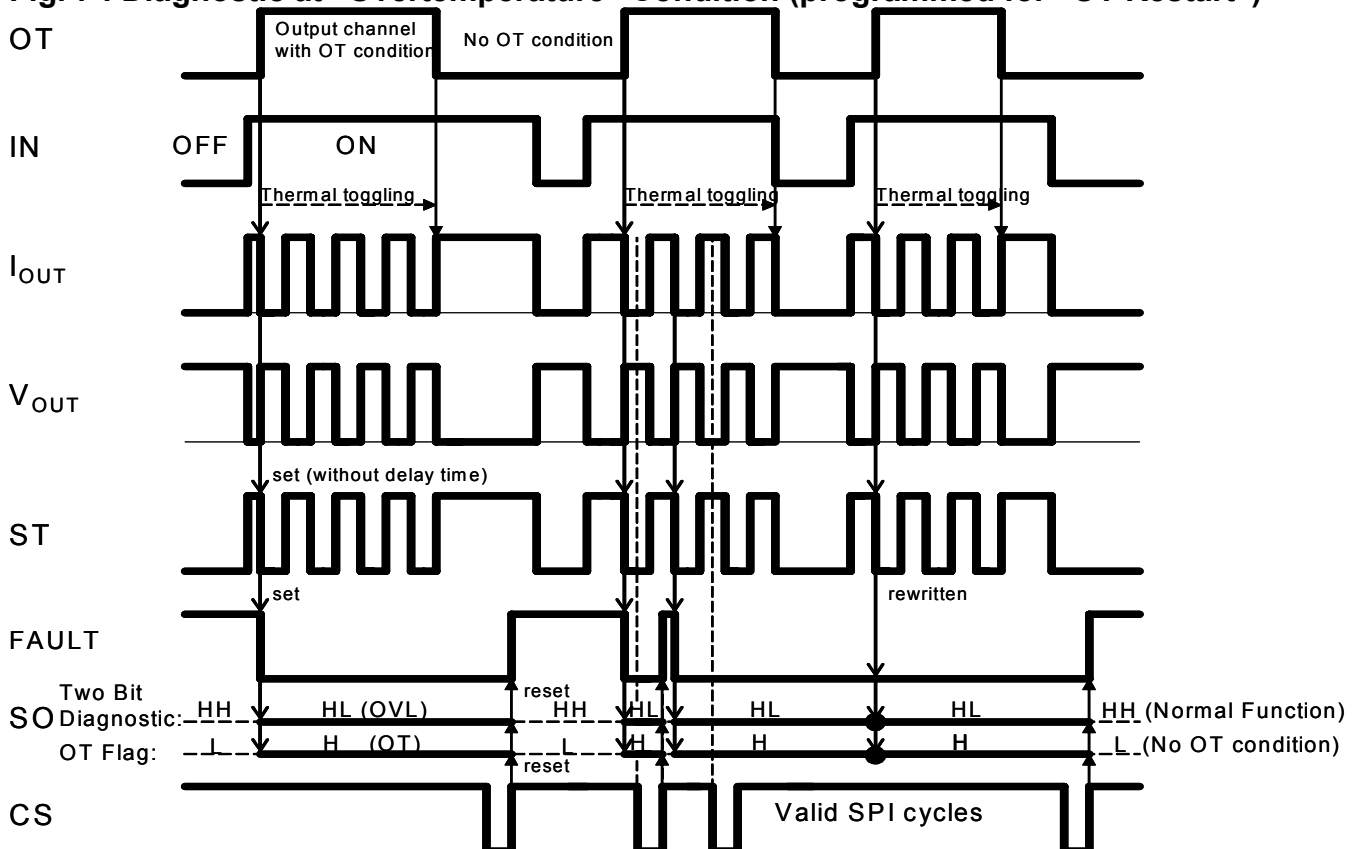 OT
Output channel
with OT condition
No OT condition
IN
OFF
ON
Thermal toggling
Thermal toggling
Thermal toggling
IOUT
VOUT
set (without delay time)
ST
set
rewritten
FAULT
Two Bit
reset
SO Diagnostic:
HH
HL (OVL)
HH
HL
HL
HL
HH (Normal Function)
OT Flag:
L
H (OT)
L
H
H
H
L (No OT condition)
reset
CS
Valid SPI cycles